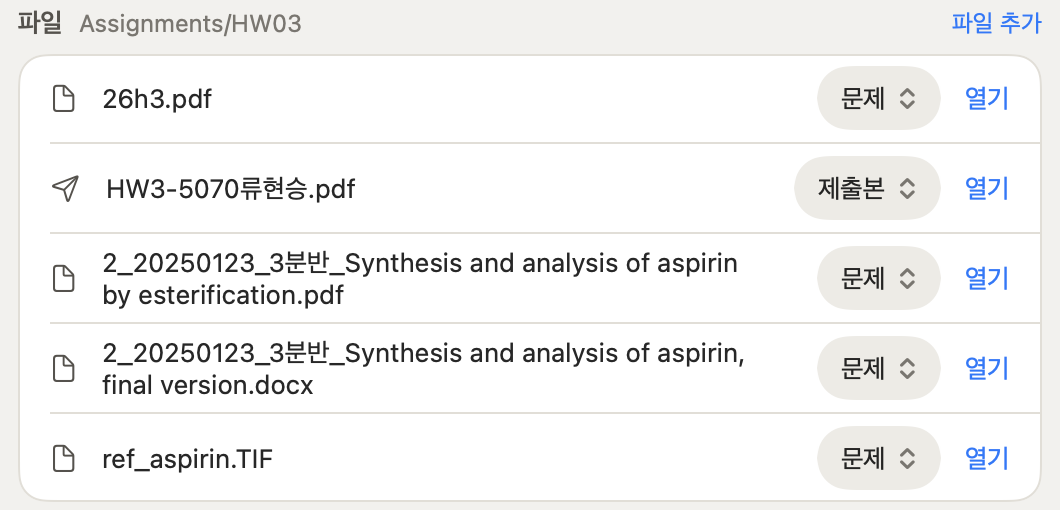 파일 Assignments/HW03 파일 추가
26h3.pdf 문제 열기
HW3-5070류현승.pdf 제출본 열기
2_20250123_3분반_Synthesis and analysis of aspirin
by esterification.pdf 문제 열기
2_20250123_3분반_Synthesis and analysis of aspirin,
final version.docx 문제 열기
ref_aspirin.TIF 문제 열기